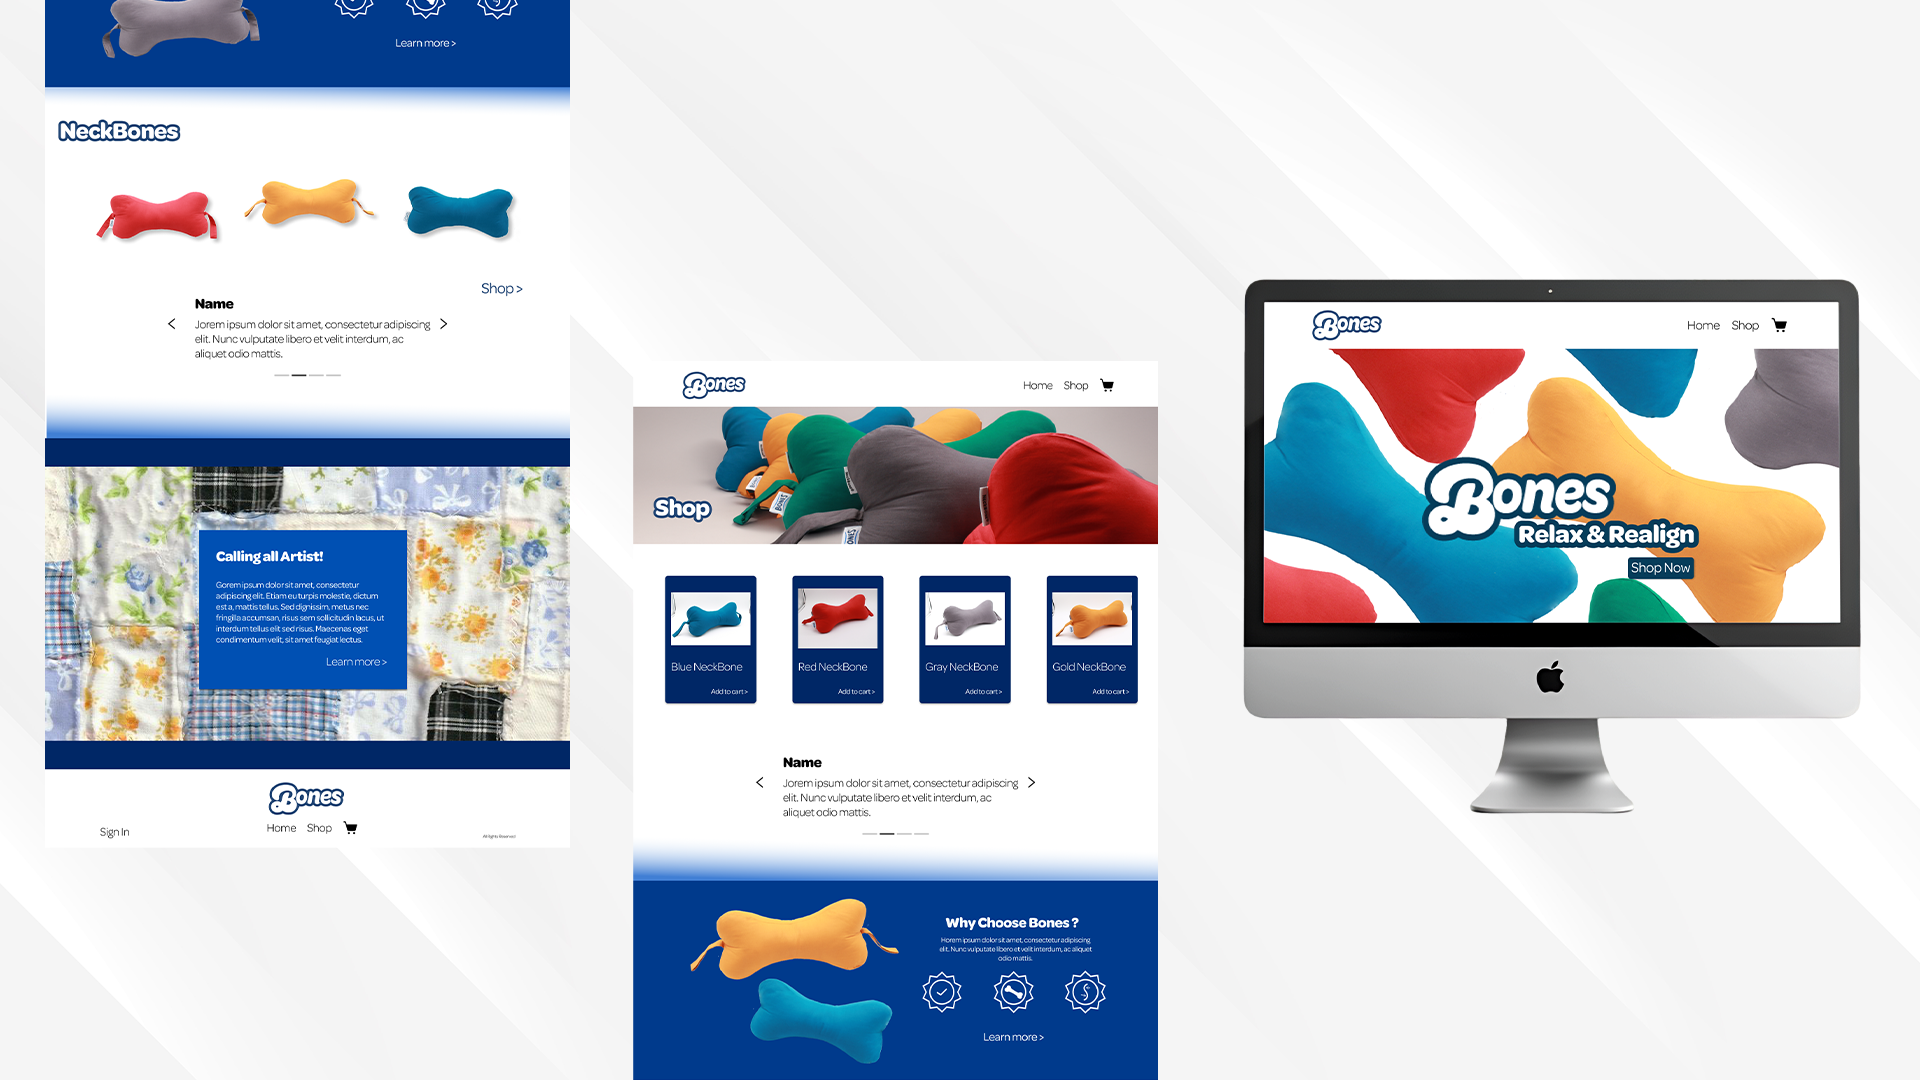 Learn more >
NeckBones
Shop >
Name
Jorem ipsum dolor sit amet, consectetur adipiscing
elit. Nunc vulputate libero et velit interdum, ac
aliquet odio mattis.
Calling all Artist!
Gorem ipsum dolor sit amet, consectetur
adipiscing elit. Etiam eu turpis molestie, dictum
est a, mattis tellus. Sed dignissim, metus nec
fringilla accumsan, risus sem sollicitudin lacus, ut
interdum tellus elit sed risus. Maecenas eget
condimentum velit, sit amet feugiat lectus.
Learn more >
Bones
Home Shop
Sign In
All Rights Reserved
Bones
Home Shop
BONES
BONES
Shop
Blue NeckBone
Add to cart >
Red NeckBone
Add to cart >
Gray NeckBone
Add to cart >
Gold NeckBone
Add to cart >
Name
Jorem ipsum dolor sit amet, consectetur adipiscing
elit. Nunc vulputate libero et velit interdum, ac
aliquet odio mattis.
Why Choose Bones ?
Horem ipsum dolor sit amet, consectetur adipiscing
elit. Nunc vulputate libero et velit interdum, ac aliquet
odio mattis.
Learn more >
Bones
Home Shop
Bones
Relax & Realign
Shop Now